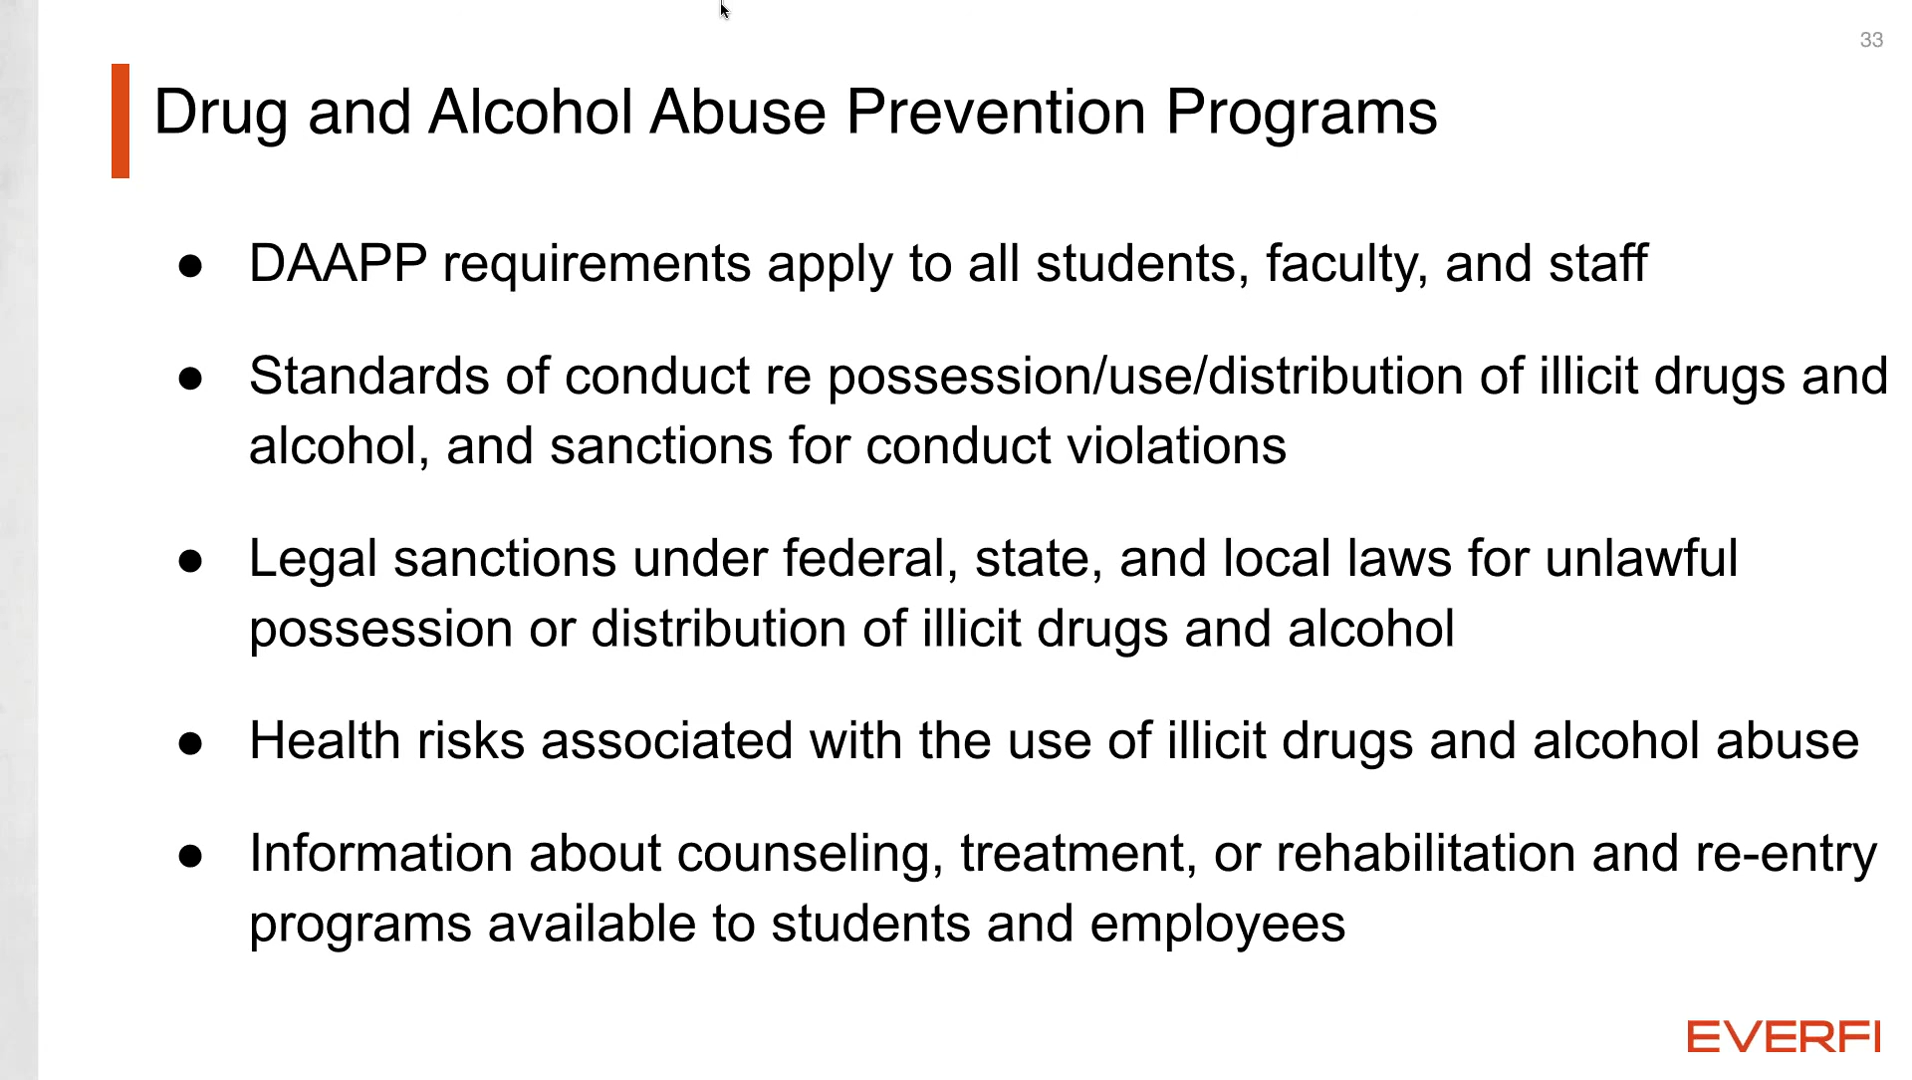 33
Drug and Alcohol Abuse Prevention Programs
● DAAPP requirements apply to all students, faculty, and staff
● Standards of conduct re possession/use/distribution of illicit drugs and
alcohol, and sanctions for conduct violations
● Legal sanctions under federal, state, and local laws for unlawful
possession or distribution of illicit drugs and alcohol
● Health risks associated with the use of illicit drugs and alcohol abuse
● Information about counseling, treatment, or rehabilitation and re-entry
programs available to students and employees
EVERFI